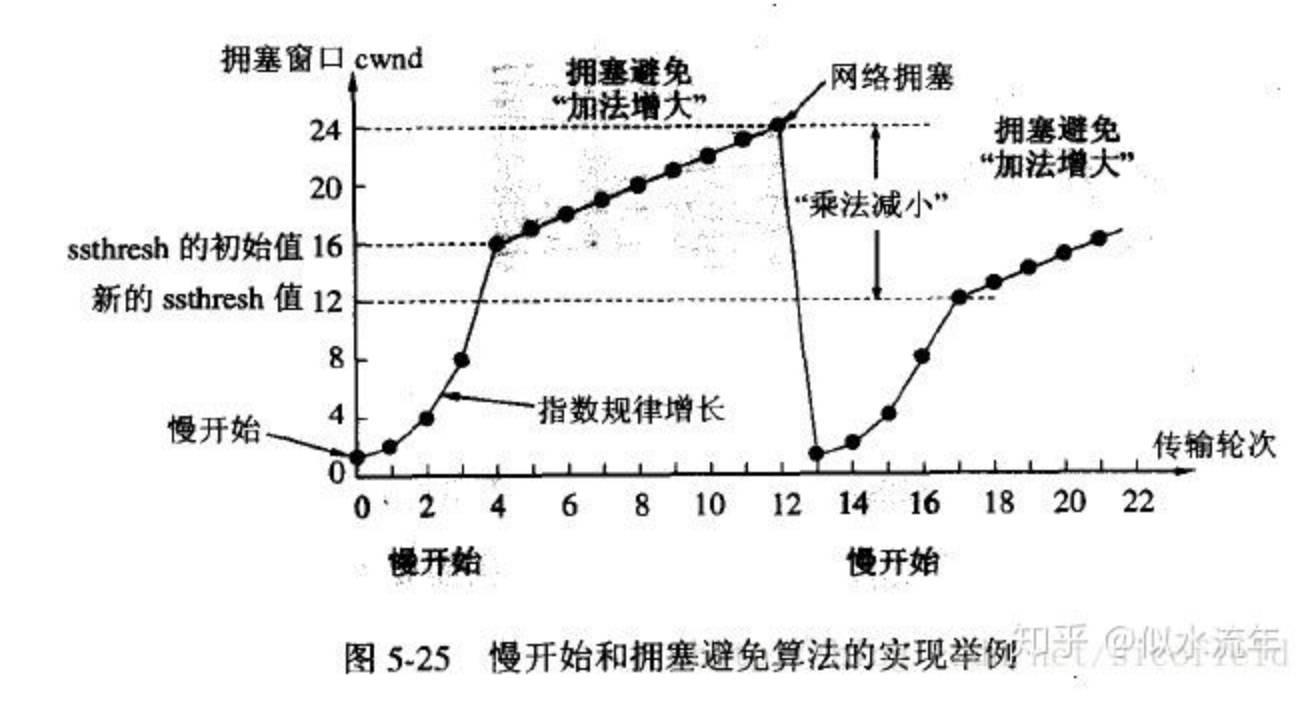 拥塞窗口 cwnd
拥塞避免
“加法增大”
网络拥塞
24
拥塞避免
“加法增大”
20
“乘法减小”
ssthresh 的初始值 16
新的 ssthresh 值 12
8
4
指数规律增长
慢开始
0
传输轮次
0 2 4 6 8 10 12 14 16 18 20 22
慢开始
慢开始
图 5-25 慢开始和拥塞避免算法的实现举例
知乎 @似水流年